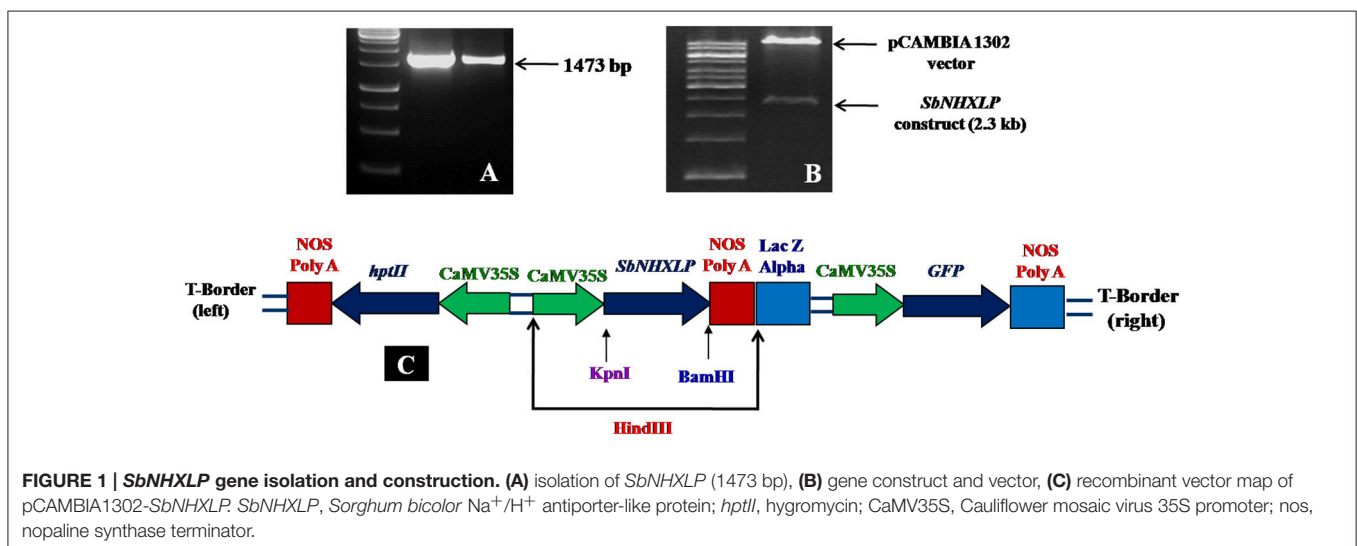 1473 bp
A
pCAMBIA1302
vector
SbNHXLP
construct (2.3 kb)
B
NOS
Poly A
hptII
CaMV35S
CaMV35S
SbNHXLP
NOS
Poly A
Lac Z
Alpha
CaMV35S
GFP
NOS
Poly A
T-Border
(left)
T-Border
(right)
C
KpnI
BamHI
HindIII
FIGURE 1 | SbNHXLP gene isolation and construction. (A) isolation of SbNHXLP (1473 bp), (B) gene construct and vector, (C) recombinant vector map of
pCAMBIA1302-SbNHXLP. SbNHXLP, Sorghum bicolor Na+/H+ antiporter-like protein; hptII, hygromycin; CaMV35S, Cauliflower mosaic virus 35S promoter; nos,
nopaline synthase terminator.